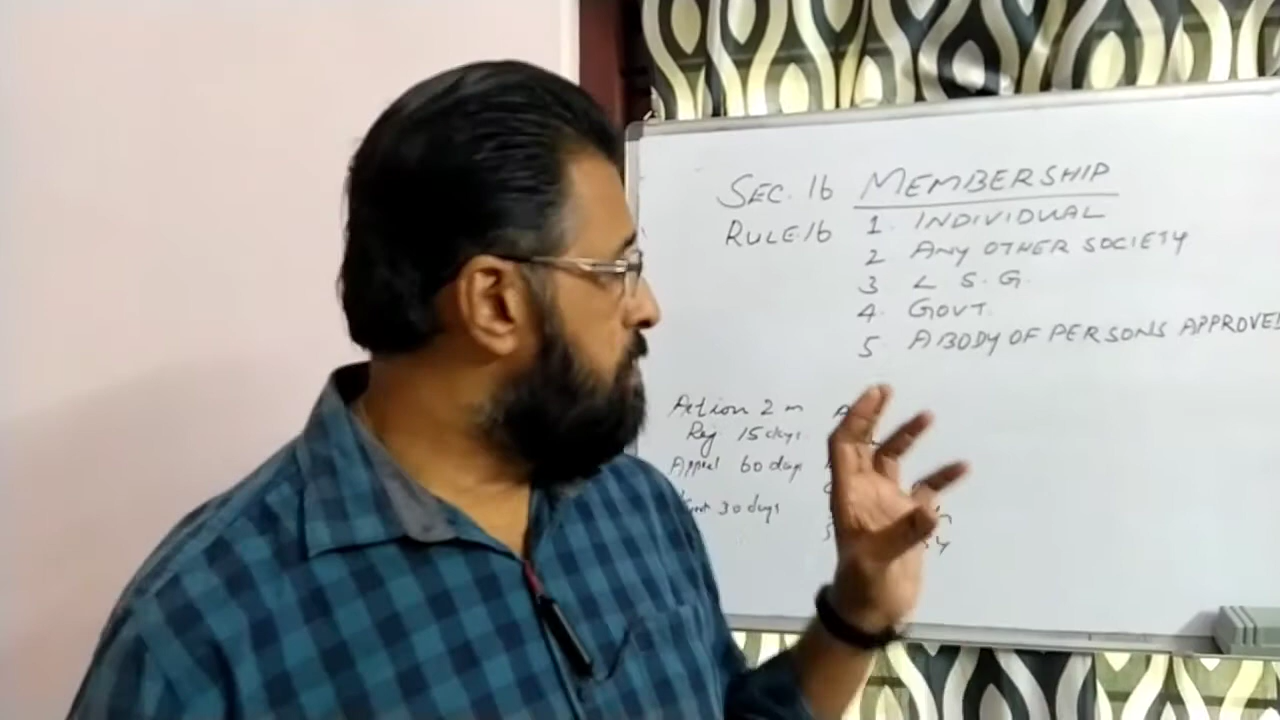 SEC. 16 MEMBERSHIP
RULE 16 1. INDIVIDUAL
2 ANY OTHER SOCIETY
3 L S. G.
4. GOVT.
5 A BODY OF PERSONS APPROVED
Action 2 m
Rej 15 days
Appeal 60 days
30 days